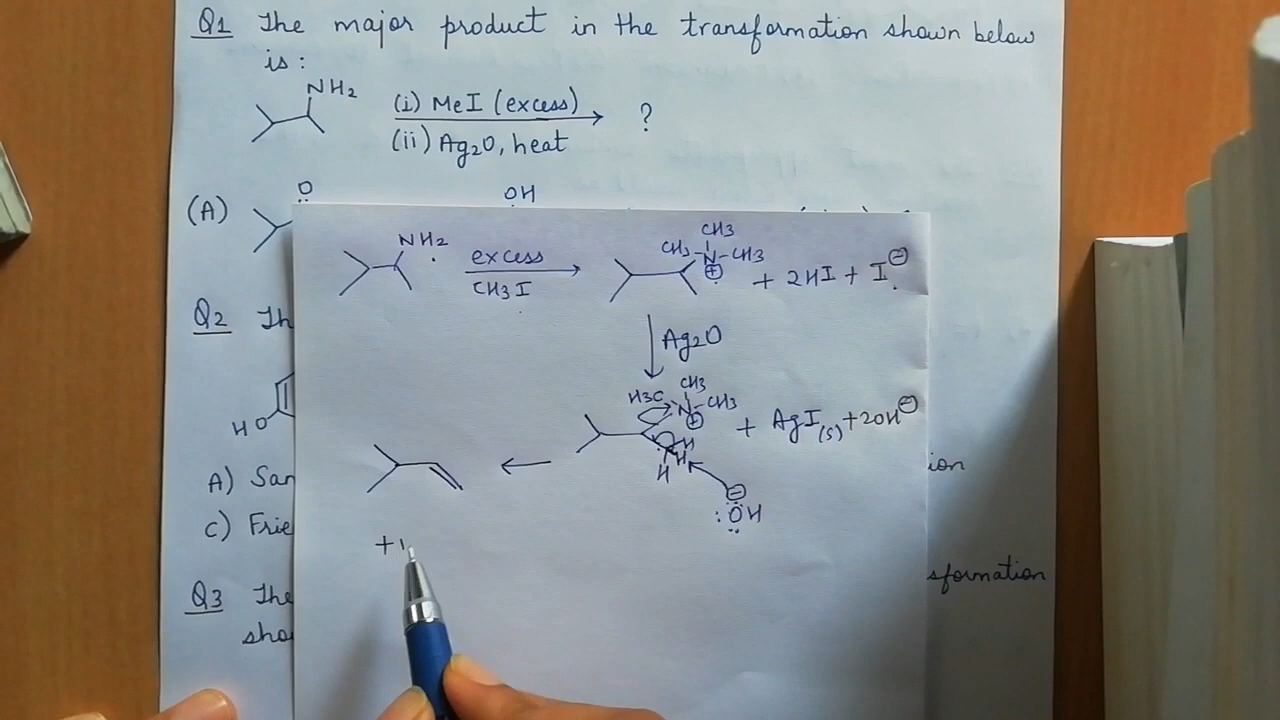 Q1 The major product in the transformation shown below
is :
NH2
(i) MeI (excess)
(ii) Ag2O, heat
?
(A)
O
OH
NH2
excess
CH3I
CH3
CH3-N-CH3
⊕
+ 2HI + I⊖
Ag2O
CH3
H3C N-CH3
⊕
+ AgI(s) + 2OH⊖
H
H
H
⊖
:OH
+
Q2 Th
HO
A) San
ion
C) Frie
Q3 The
sformation
sho